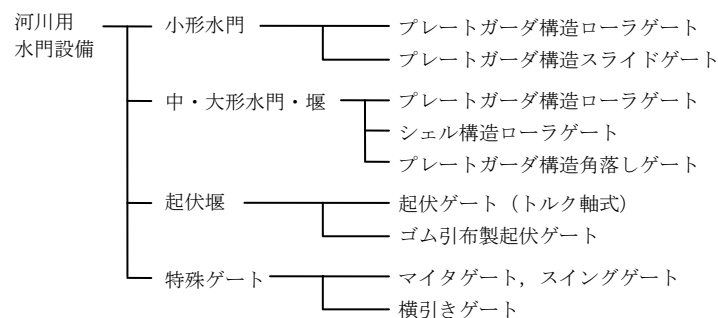 河川用
水門設備
小形水門
プレートガーダ構造ローラゲート
プレートガーダ構造スライドゲート
中・大形水門・堰
プレートガーダ構造ローラゲート
シェル構造ローラゲート
プレートガーダ構造角落しゲート
起伏堰
起伏ゲート（トルク軸式）
ゴム引布製起伏ゲート
特殊ゲート
マイタゲート，スイングゲート
横引きゲート